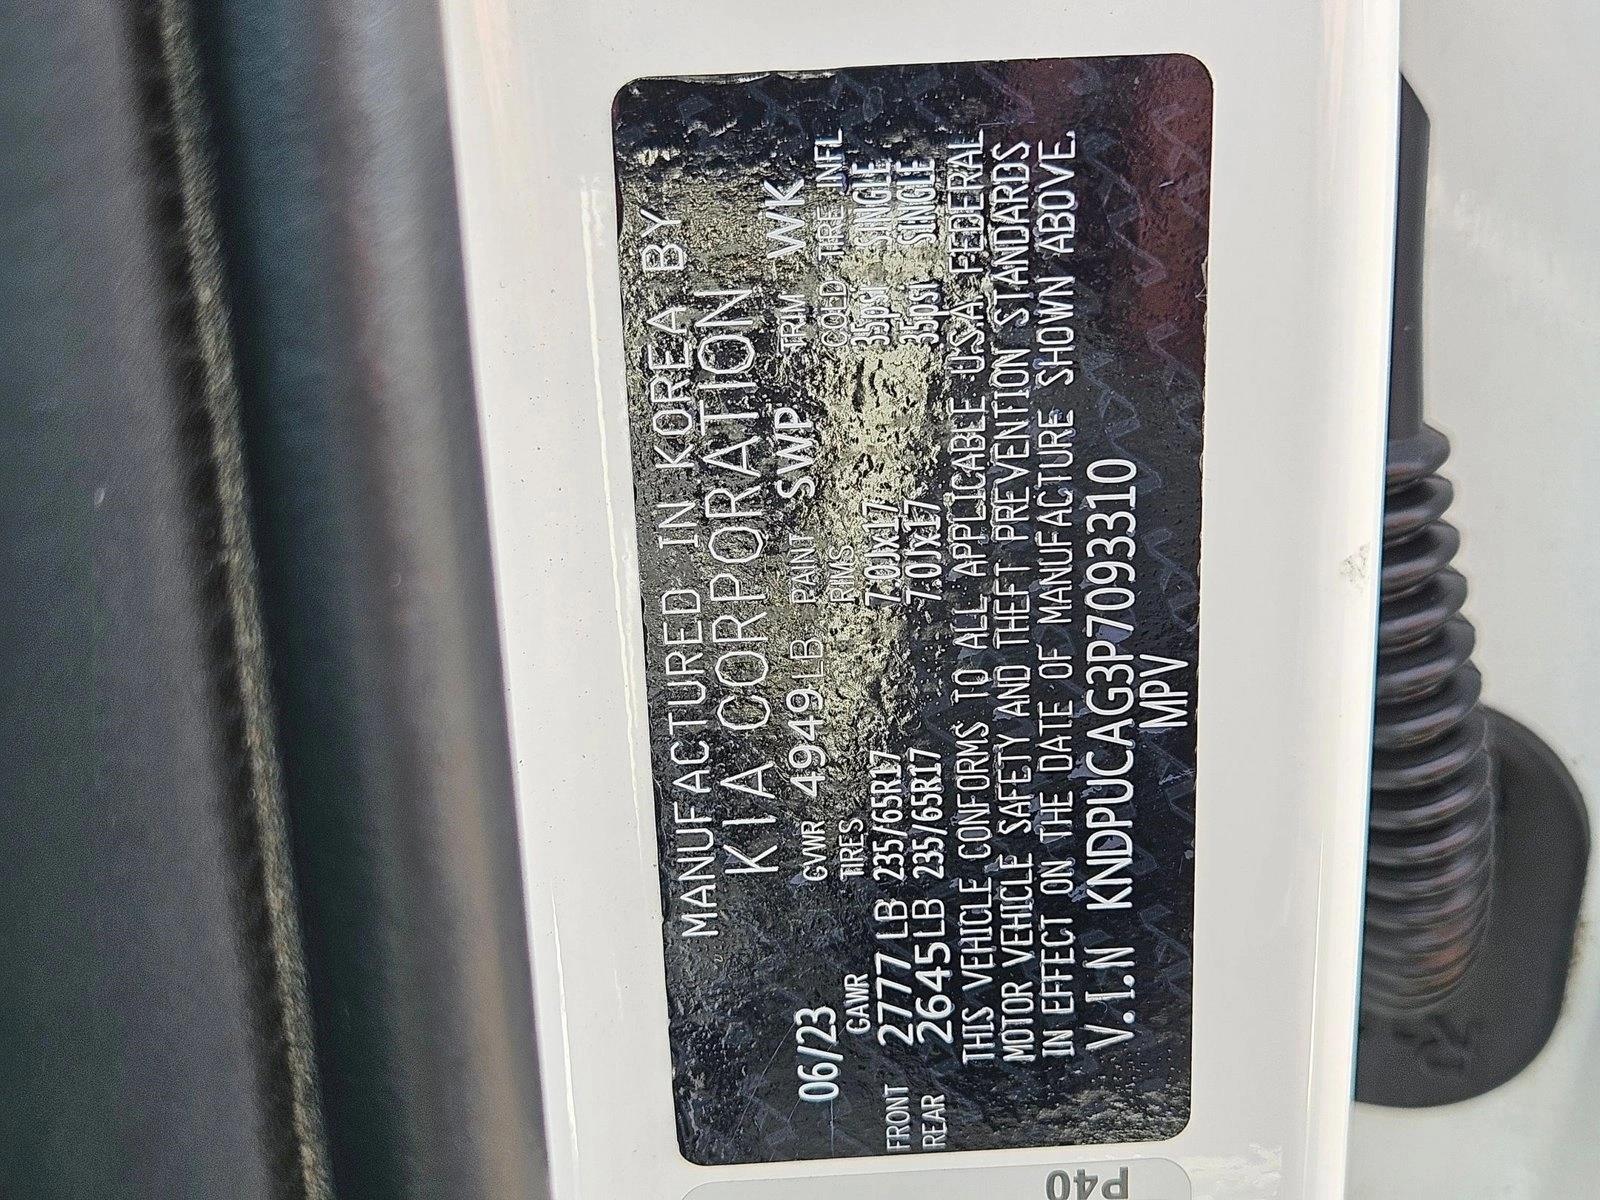 MANUFACTURED IN KOREA BY
KIA CORPORATION
06/23 GVWR 4949LB PAINT SWP TRIM WK
GAWR TIRES RIMS COLD TIRE INFL
FRONT 2777LB 235/65R17 7.0Jx17 35psi SINGLE
REAR 2645LB 235/65R17 7.0Jx17 35psi SINGLE
THIS VEHICLE CONFORMS TO ALL APPLICABLE U.S.A FEDERAL
MOTOR VEHICLE SAFETY AND THEFT PREVENTION STANDARDS
IN EFFECT ON THE DATE OF MANUFACTURE SHOWN ABOVE.
V.I.N KNDPUCAG3P7093310
MPV
P40